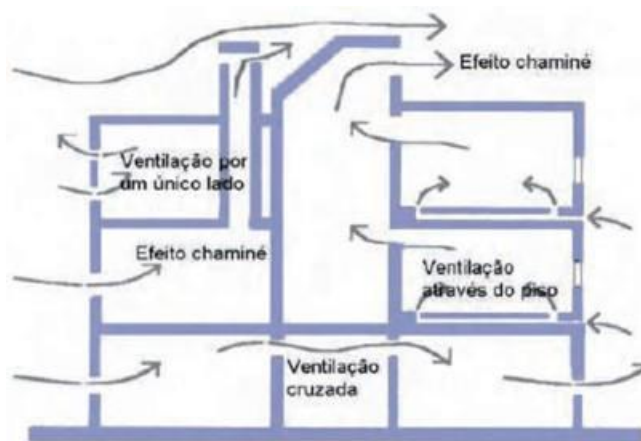 Efeito chaminé
Ventilação por
um único lado
Efeito chaminé
Ventilação
através do piso
Ventilação
cruzada